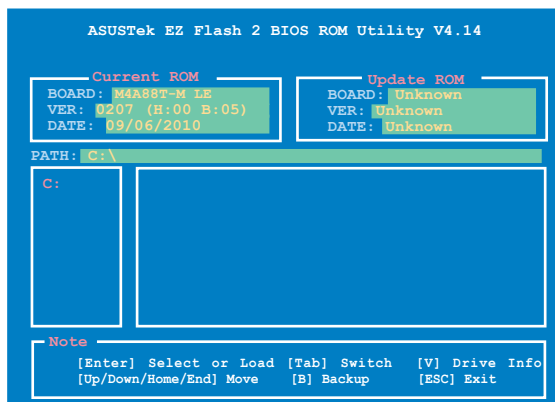 ASUSTek EZ Flash 2 BIOS ROM Utility V4.14
Current ROM
BOARD: M4A88T-M LE
VER: 0207 (H:00 B:05)
DATE: 09/06/2010
Update ROM
BOARD: Unknown
VER: Unknown
DATE: Unknown
PATH: C:\
C:
Note
[Enter] Select or Load [Tab] Switch [V] Drive Info
[Up/Down/Home/End] Move [B] Backup [ESC] Exit